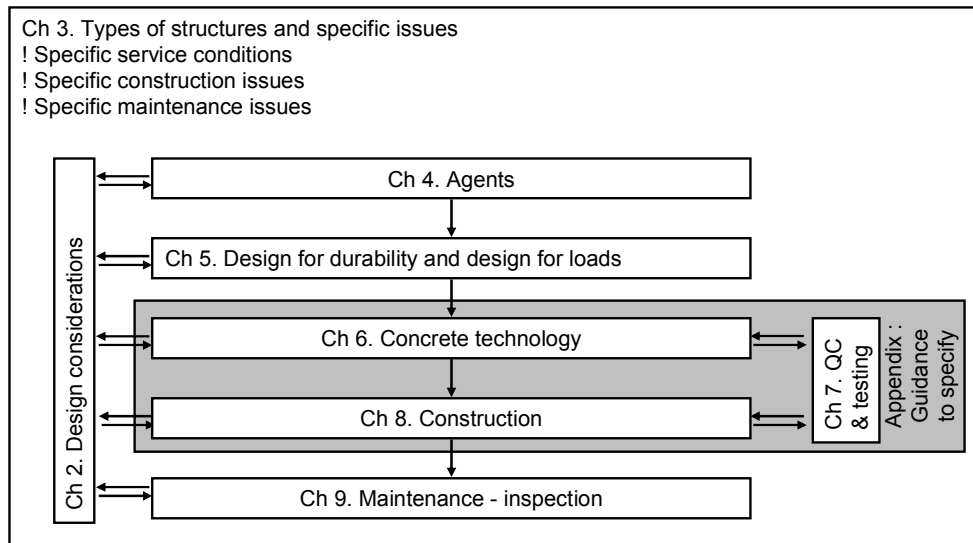 Ch 3. Types of structures and specific issues
! Specific service conditions
! Specific construction issues
! Specific maintenance issues
Ch 2. Design considerations
Ch 4. Agents
Ch 5. Design for durability and design for loads
Ch 6. Concrete technology
Ch 8. Construction
Ch 9. Maintenance - inspection
Ch 7. QC
& testing
Appendix :
Guidance
to specify